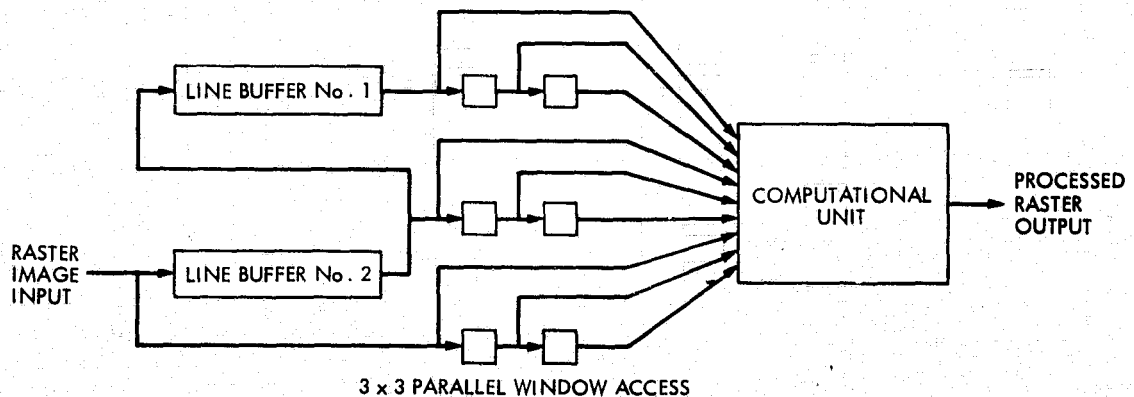 LINE BUFFER No. 1
COMPUTATIONAL
UNIT
PROCESSED
RASTER
OUTPUT
RASTER
IMAGE
INPUT
LINE BUFFER No. 2
3 x 3 PARALLEL WINDOW ACCESS